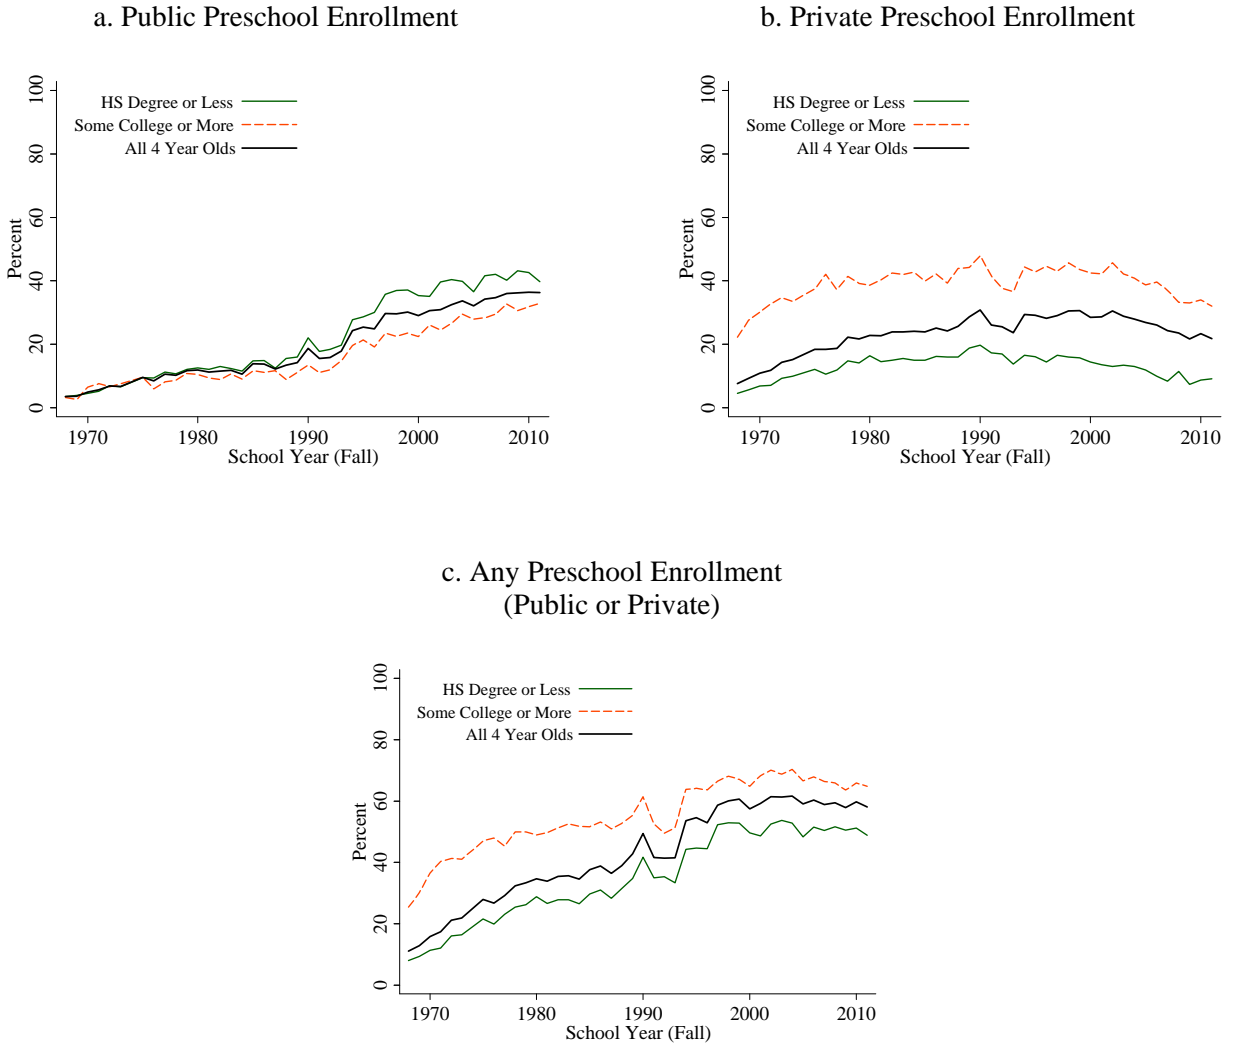 a. Public Preschool Enrollment
b. Private Preschool Enrollment
HS Degree or Less
Some College or More
All 4 Year Olds
Percent
0
20
40
60
80
100
1970
1980
1990
2000
2010
School Year (Fall)
HS Degree or Less
Some College or More
All 4 Year Olds
Percent
0
20
40
60
80
100
1970
1980
1990
2000
2010
School Year (Fall)
c. Any Preschool Enrollment
(Public or Private)
HS Degree or Less
Some College or More
All 4 Year Olds
Percent
0
20
40
60
80
100
1970
1980
1990
2000
2010
School Year (Fall)